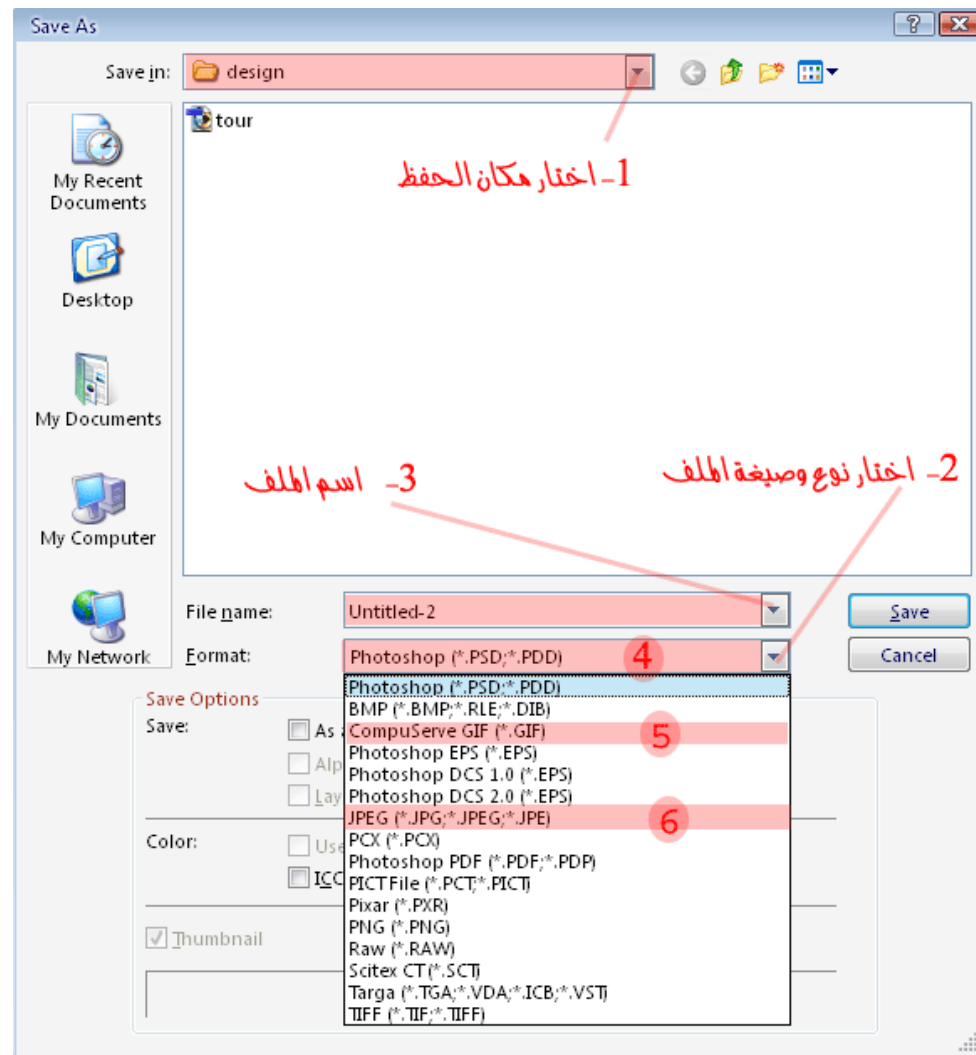 Save As
Save in: design
tour
1- اختار مكان الحفظ
My Recent
Documents
Desktop
My Documents
My Computer
My Network
2- اختار نوع وصيغة الملف
3- اسم الملف
File name: Untitled-2 Save
Format: Photoshop (*.PSD;*.PDD) 4 Cancel
Photoshop (*.PSD;*.PDD)
Save Options
BMP (*.BMP;*.RLE;*.DIB)
Save: As a
CompuServe GIF (*.GIF) 5
Photoshop EPS (*.EPS)
Alp
Photoshop DCS 1.0 (*.EPS)
Lay
Photoshop DCS 2.0 (*.EPS)
JPEG (*.JPG;*.JPEG;*.JPE) 6
Color: Use
PCX (*.PCX)
Photoshop PDF (*.PDF;*.PDP)
ICC
PICT File (*.PCT;*.PICT)
Pixar (*.PXR)
PNG (*.PNG)
Thumbnail
Raw (*.RAW)
Scitex CT (*.SCT)
Targa (*.TGA;*.VDA;*.ICB;*.VST)
TIFF (*.TIF;*.TIFF)